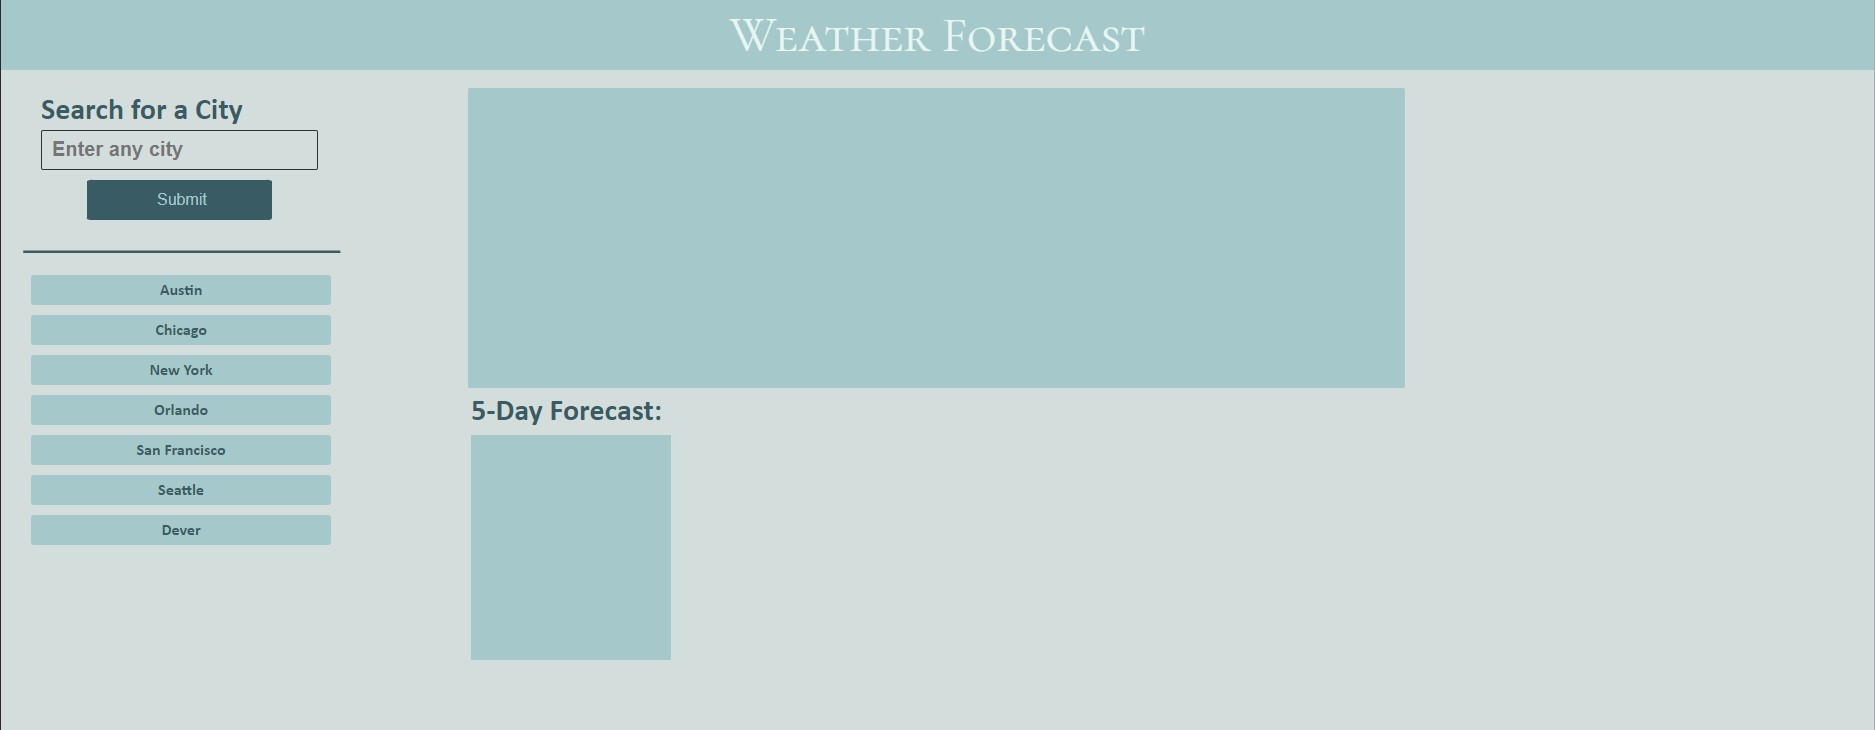 Weather Forecast
Search for a City
Enter any city
Submit
Austin
Chicago
New York
Orlando
San Francisco
Seattle
Dever
5-Day Forecast: